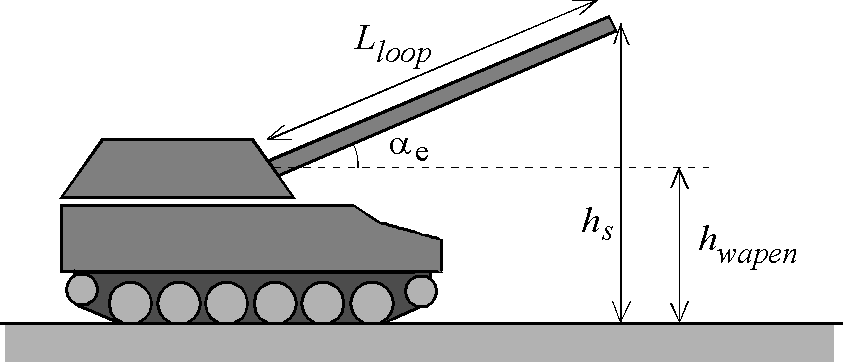 L_loop
α_e
h_s
h_wapen